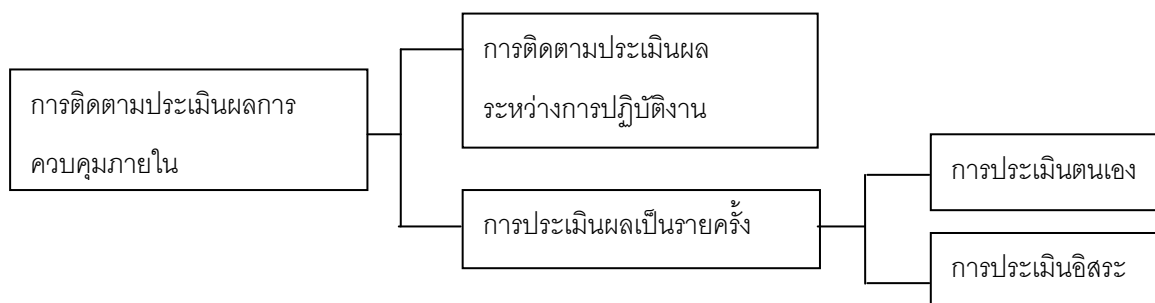 การติดตามประเมินผลการ
ควบคุมภายใน
การติดตามประเมินผล
ระหว่างการปฏิบัติงาน
การประเมินผลเป็นรายครั้ง
การประเมินตนเอง
การประเมินอิสระ